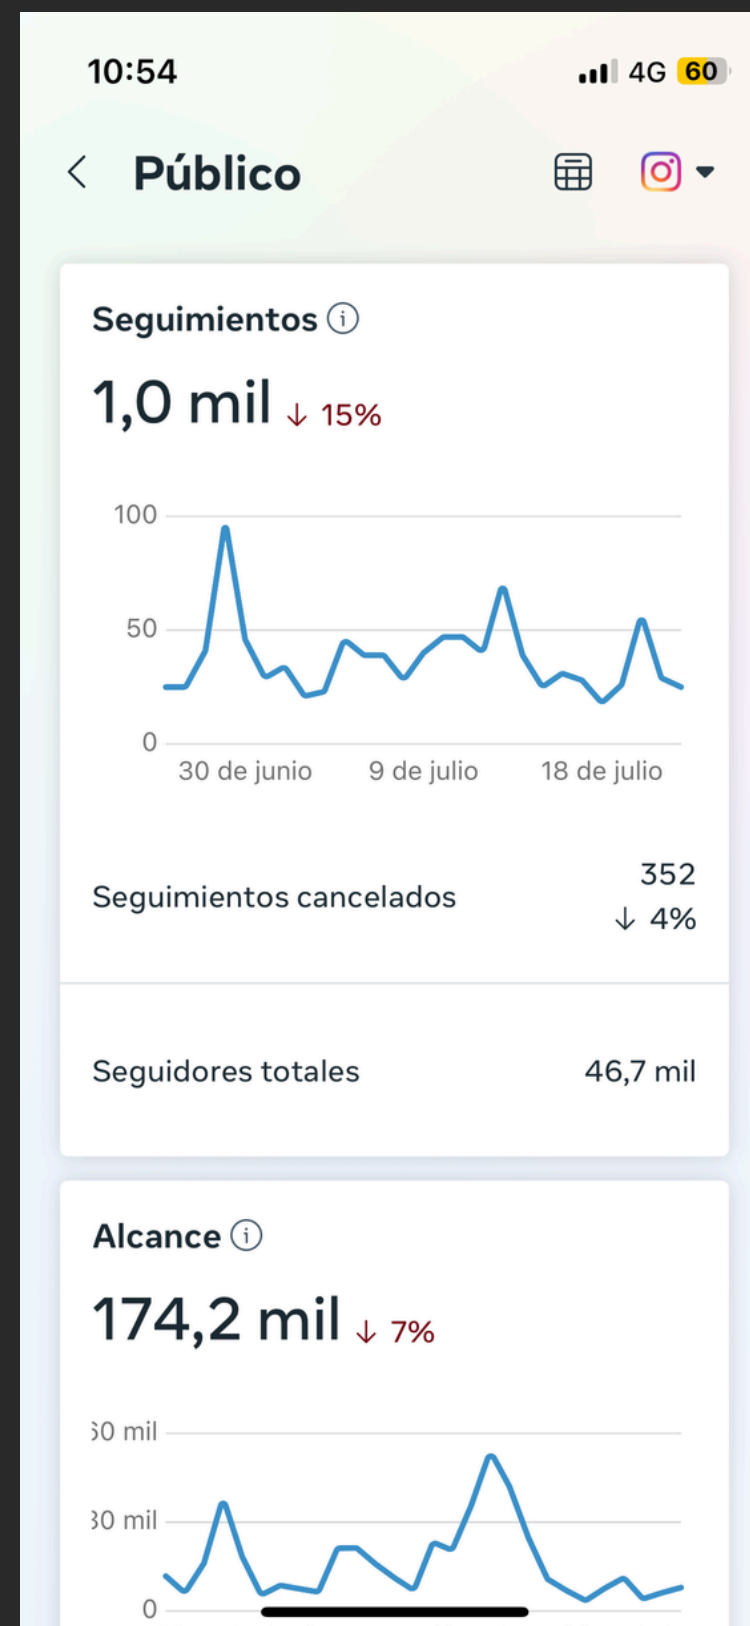 10:54
4G 60
Público
Seguimientos
1,0 mil ↓ 15%
100
50
0
30 de junio 9 de julio 18 de julio
Seguimientos cancelados
352
↓ 4%
Seguidores totales 46,7 mil
Alcance
174,2 mil ↓ 7%
mil
mil
0